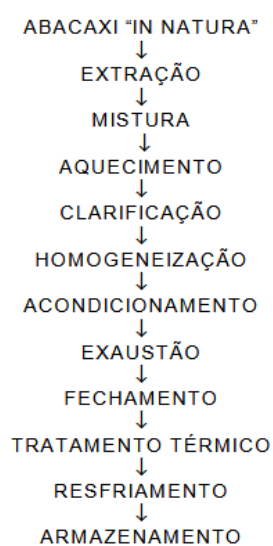 ABACAXI “IN NATURA”
↓
EXTRAÇÃO
↓
MISTURA
↓
AQUECIMENTO
↓
CLARIFICAÇÃO
↓
HOMOGENEIZAÇÃO
↓
ACONDICIONAMENTO
↓
EXAUSTÃO
↓
FECHAMENTO
↓
TRATAMENTO TÉRMICO
↓
RESFRIAMENTO
↓
ARMAZENAMENTO